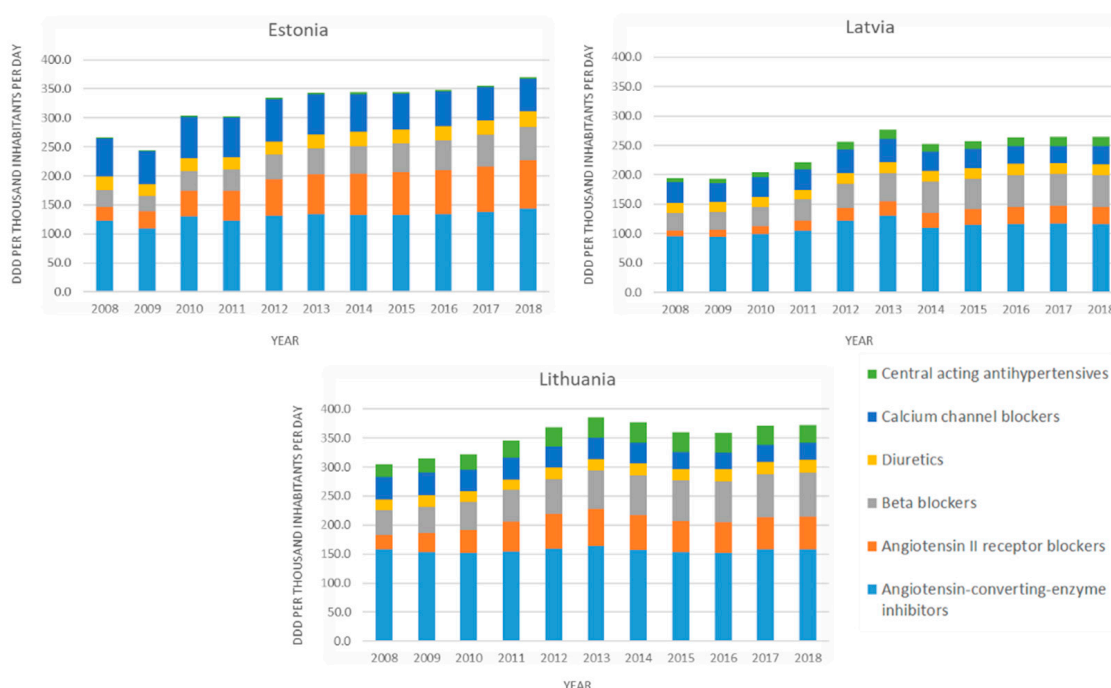 Estonia
DDD PER THOUSAND INHABITANTS PER DAY
400.0
350.0
300.0
250.0
200.0
150.0
100.0
50.0
0.0
2008 2009 2010 2011 2012 2013 2014 2015 2016 2017 2018
YEAR
Latvia
DDD PER THOUSAND INHABITANTS PER DAY
400.0
350.0
300.0
250.0
200.0
150.0
100.0
50.0
0.0
2008 2009 2010 2011 2012 2013 2014 2015 2016 2017 2018
YEAR
Lithuania
DDD PER THOUSAND INHABITANTS PER DAY
400.0
350.0
300.0
250.0
200.0
150.0
100.0
50.0
0.0
2008 2009 2010 2011 2012 2013 2014 2015 2016 2017 2018
YEAR
Central acting antihypertensives
Calcium channel blockers
Diuretics
Beta blockers
Angiotensin II receptor blockers
Angiotensin-converting-enzyme
inhibitors